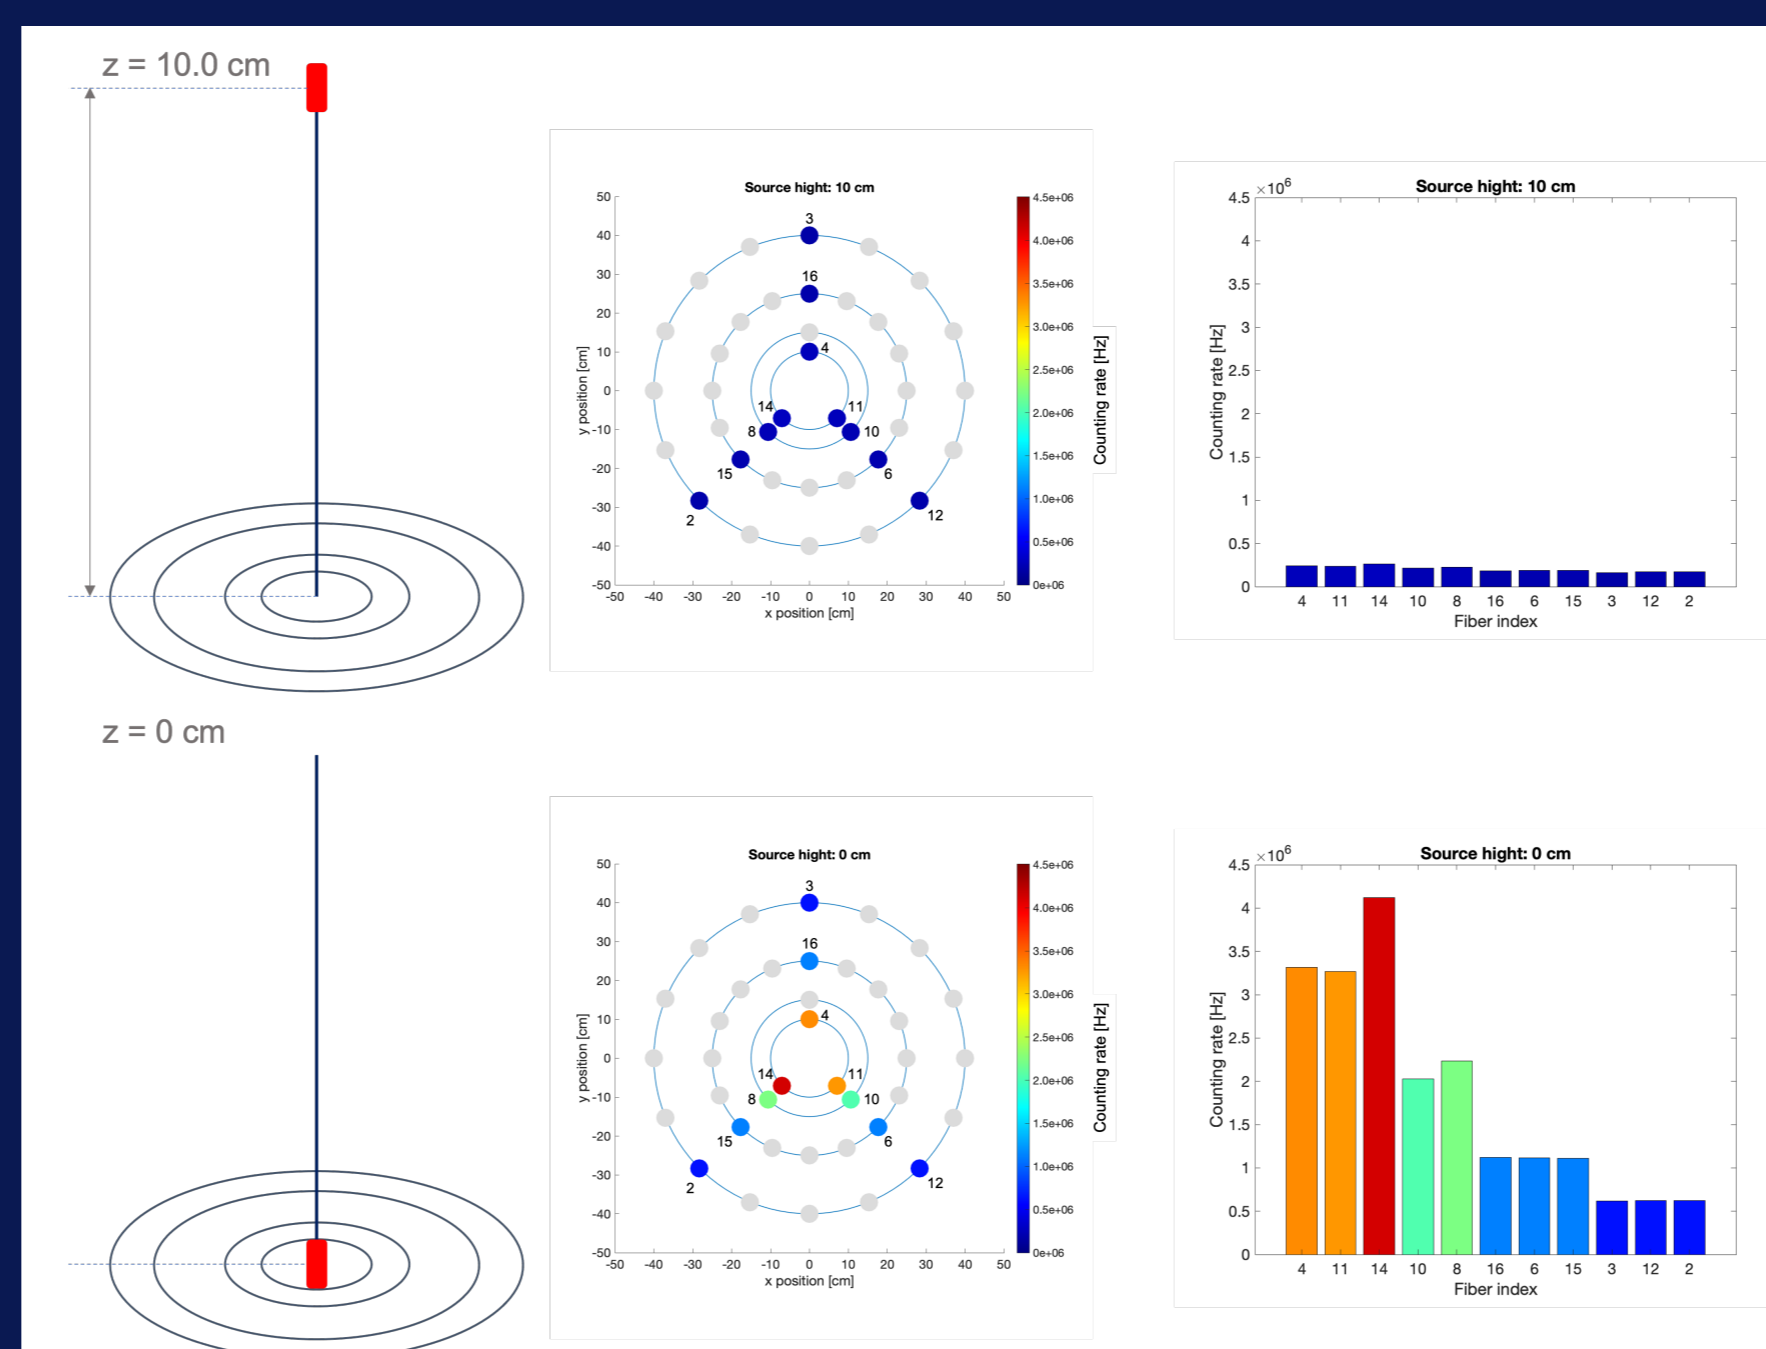 z = 10.0 cm
Source hight: 10 cm
50
40
30
20
10
0
-10
-20
-30
-40
-50
y position [cm]
3
16
4
14
11
8
10
15
6
2
12
-50 -40 -30 -20 -10 0 10 20 30 40 50
x position [cm]
4.5e+06
4.0e+06
3.5e+06
3.0e+06
2.5e+06
2.0e+06
1.5e+06
1.0e+06
0.5e+06
0e+06
Counting rate [Hz]
×10⁶
Source hight: 10 cm
4.5
4
3.5
3
2.5
2
1.5
1
0.5
0
Counting rate [Hz]
4 11 14 10 8 16 6 15 3 12 2
Fiber index
z = 0 cm
Source hight: 0 cm
50
40
30
20
10
0
-10
-20
-30
-40
-50
y position [cm]
3
16
4
14
11
8
10
15
6
2
12
-50 -40 -30 -20 -10 0 10 20 30 40 50
x position [cm]
4.5e+06
4.0e+06
3.5e+06
3.0e+06
2.5e+06
2.0e+06
1.5e+06
1.0e+06
0.5e+06
0e+06
Counting rate [Hz]
×10⁶
Source hight: 0 cm
4.5
4
3.5
3
2.5
2
1.5
1
0.5
0
Counting rate [Hz]
4 11 14 10 8 16 6 15 3 12 2
Fiber index